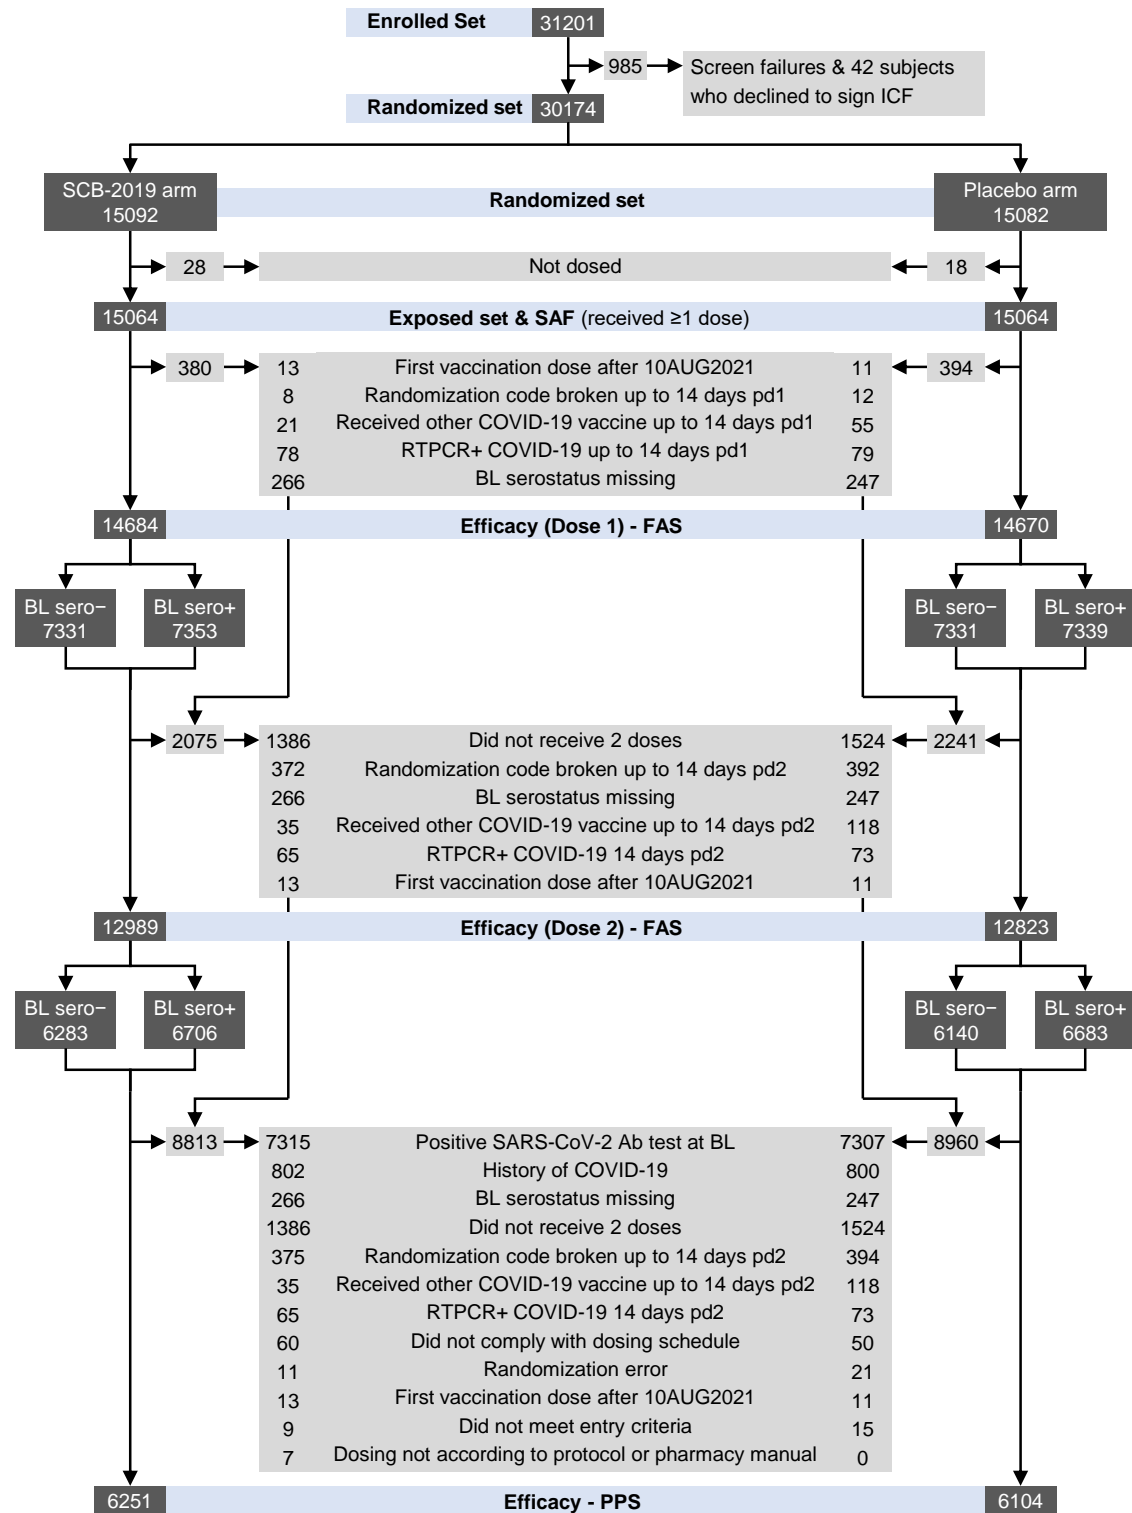 Enrolled Set 31201
985 Screen failures & 42 subjects
who declined to sign ICF
Randomized set 30174
SCB-2019 arm
15092
Randomized set
Placebo arm
15082
28 Not dosed 18
15064 Exposed set & SAF (received ≥1 dose) 15064
380 13 First vaccination dose after 10AUG2021 11 394
8 Randomization code broken up to 14 days pd1 12
21 Received other COVID-19 vaccine up to 14 days pd1 55
78 RTPCR+ COVID-19 up to 14 days pd1 79
266 BL serostatus missing 247
14684 Efficacy (Dose 1) - FAS 14670
BL sero−
7331
BL sero+
7353
BL sero−
7331
BL sero+
7339
2075 1386 Did not receive 2 doses 1524 2241
372 Randomization code broken up to 14 days pd2 392
266 BL serostatus missing 247
35 Received other COVID-19 vaccine up to 14 days pd2 118
65 RTPCR+ COVID-19 14 days pd2 73
13 First vaccination dose after 10AUG2021 11
12989 Efficacy (Dose 2) - FAS 12823
BL sero−
6283
BL sero+
6706
BL sero−
6140
BL sero+
6683
8813 7315 Positive SARS-CoV-2 Ab test at BL 7307 8960
802 History of COVID-19 800
266 BL serostatus missing 247
1386 Did not receive 2 doses 1524
375 Randomization code broken up to 14 days pd2 394
35 Received other COVID-19 vaccine up to 14 days pd2 118
65 RTPCR+ COVID-19 14 days pd2 73
60 Did not comply with dosing schedule 50
11 Randomization error 21
13 First vaccination dose after 10AUG2021 11
9 Did not meet entry criteria 15
7 Dosing not according to protocol or pharmacy manual 0
6251 Efficacy - PPS 6104